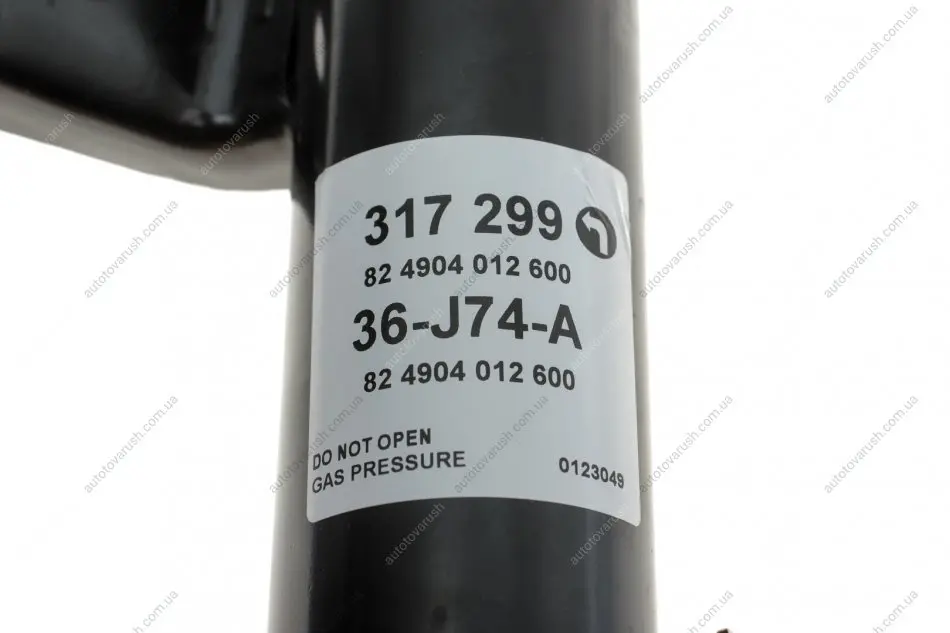 317 299
82 4904 012 600
36-J74-A
82 4904 012 600
DO NOT OPEN
GAS PRESSURE
0123049
autotovarush.com.ua